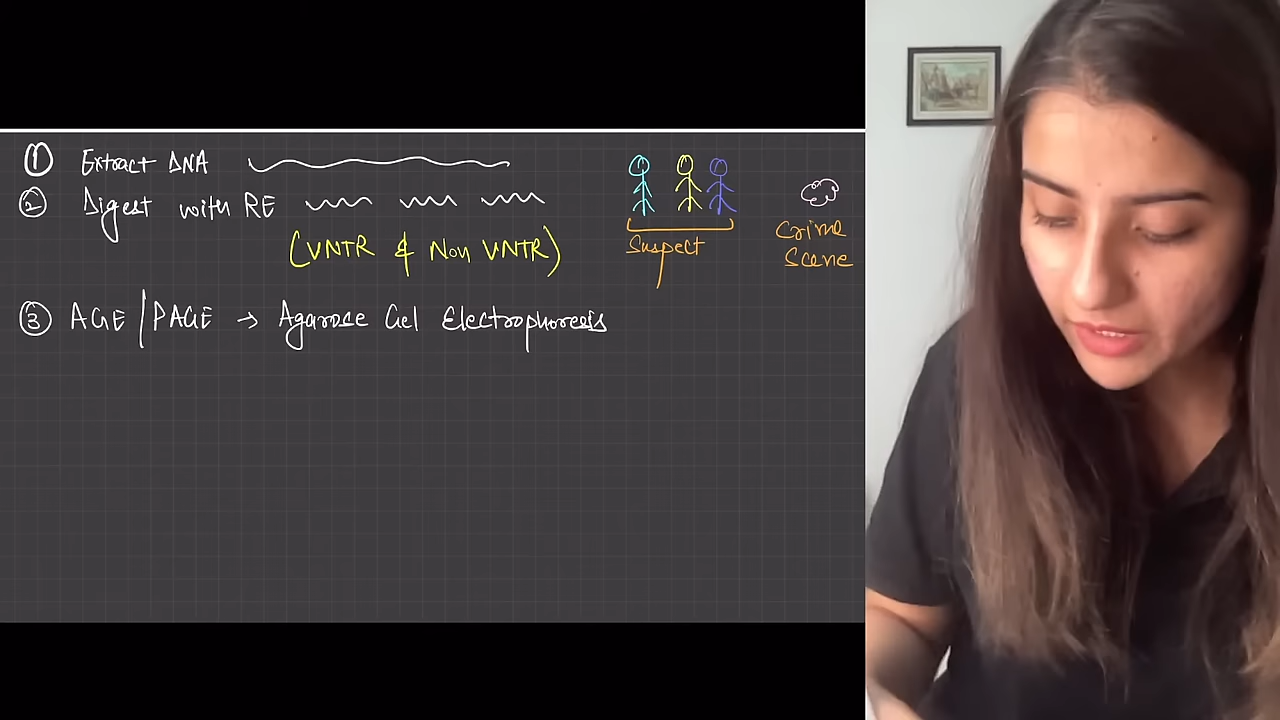 ① Extract DNA
② Digest with RE
(VNTR & Non VNTR)
Suspect
Crime
Scene
③ AGE/PAGE → Agarose Gel Electrophoresis